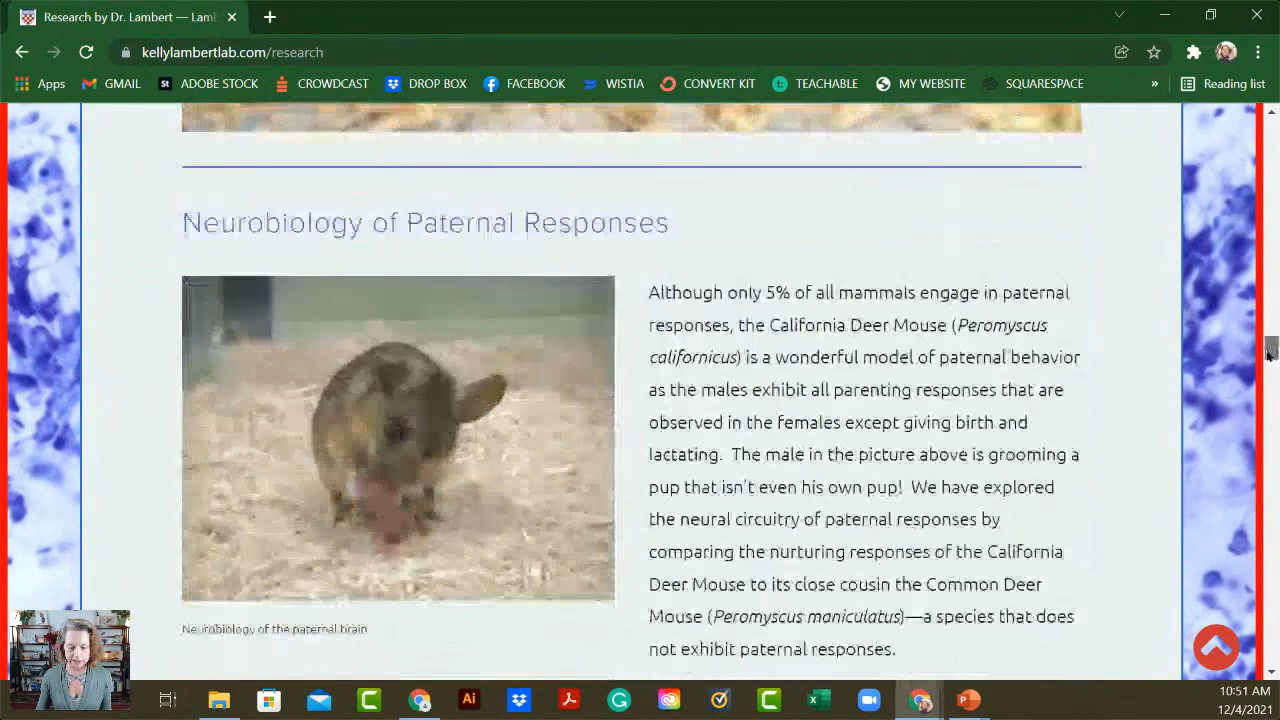 Research by Dr. Lambert — Lam
kellylambertlab.com/research
Apps GMAIL St ADOBE STOCK CROWDCAST DROP BOX FACEBOOK WISTIA CONVERT KIT t TEACHABLE MY WEBSITE SQUARESPACE » Reading list
Neurobiology of Paternal Responses
Although only 5% of all mammals engage in paternal
responses, the California Deer Mouse (Peromyscus
californicus) is a wonderful model of paternal behavior
as the males exhibit all parenting responses that are
observed in the females except giving birth and
lactating. The male in the picture above is grooming a
pup that isn't even his own pup! We have explored
the neural circuitry of paternal responses by
comparing the nurturing responses of the California
Deer Mouse to its close cousin the Common Deer
Mouse (Peromyscus maniculatus)—a species that does
not exhibit paternal responses.
Neurobiology of the paternal brain
Ai
10:51 AM
12/4/2021